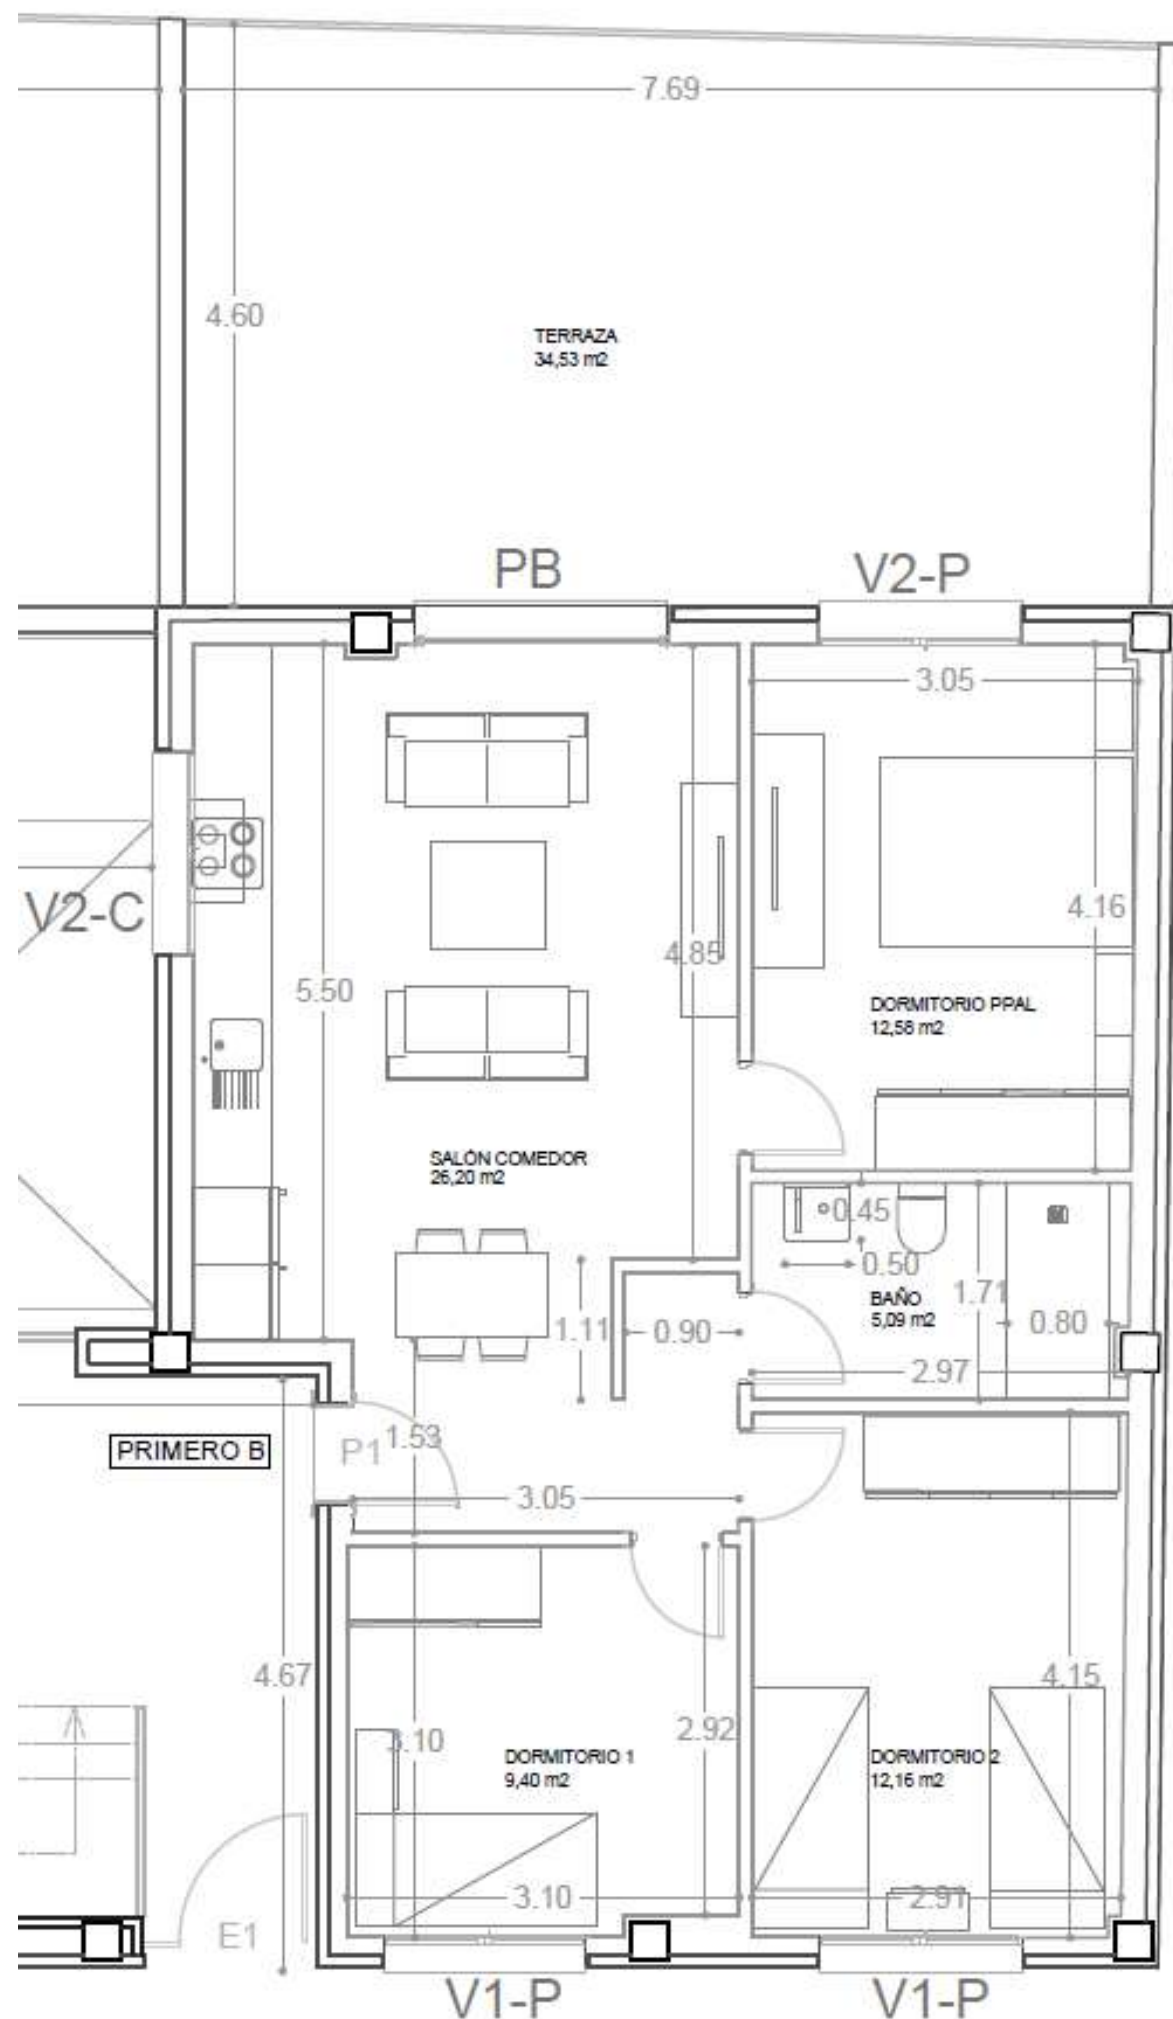 7.69
4.60
TERRAZA
34,53 m2
PB
V2-P
3.05
V2-C
4.16
4.85
5.50
DORMITORIO PPAL
12,58 m2
SALÓN COMEDOR
26,20 m2
0.45
0.50
BAÑO
5,09 m2
1.71
0.80
1.11
0.90
2.97
PRIMERO B
P1
1.53
3.05
4.67
4.15
2.92
3.10
DORMITORIO 1
9,40 m2
DORMITORIO 2
12,16 m2
3.10
2.91
E1
V1-P
V1-P